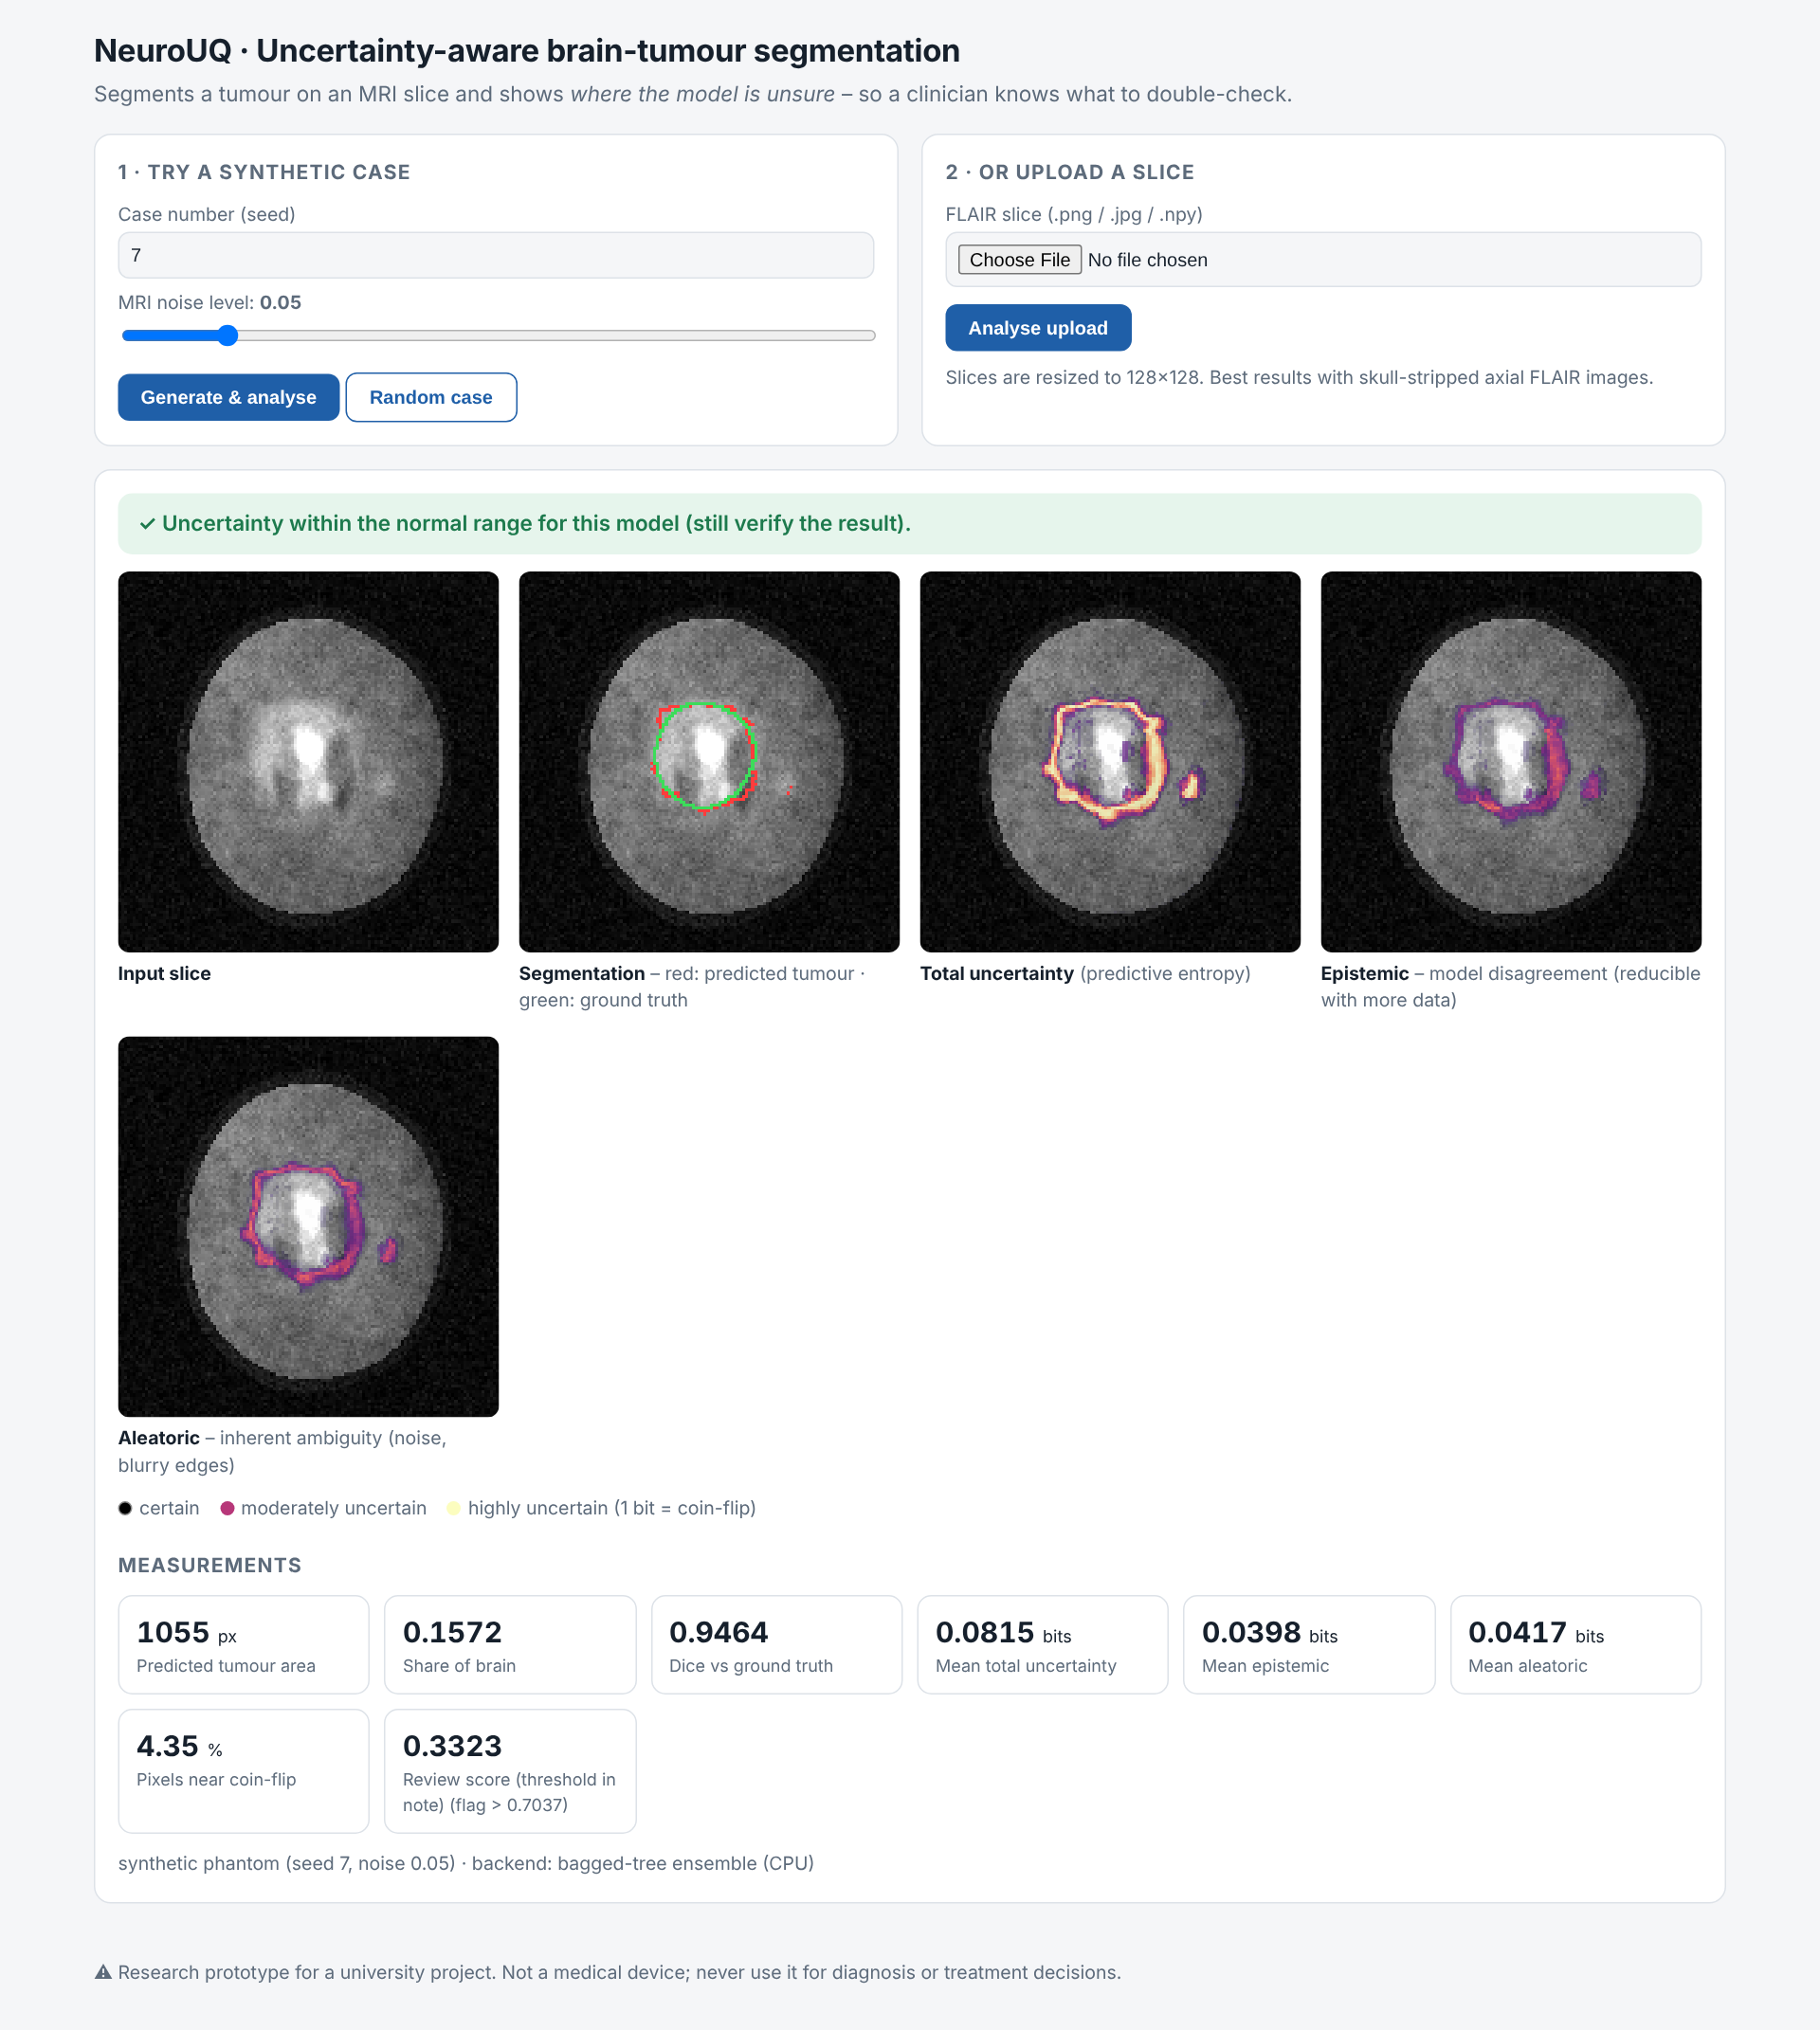 NeuroUQ · Uncertainty-aware brain-tumour segmentation
Segments a tumour on an MRI slice and shows where the model is unsure – so a clinician knows what to double-check.
1 · TRY A SYNTHETIC CASE
Case number (seed)
7
MRI noise level: 0.05
Generate & analyse
Random case
2 · OR UPLOAD A SLICE
FLAIR slice (.png / .jpg / .npy)
Choose File No file chosen
Analyse upload
Slices are resized to 128×128. Best results with skull-stripped axial FLAIR images.
✓ Uncertainty within the normal range for this model (still verify the result).
Input slice
Segmentation – red: predicted tumour ·
green: ground truth
Total uncertainty (predictive entropy)
Epistemic – model disagreement (reducible
with more data)
Aleatoric – inherent ambiguity (noise,
blurry edges)
certain
moderately uncertain
highly uncertain (1 bit = coin-flip)
MEASUREMENTS
1055 px
Predicted tumour area
0.1572
Share of brain
0.9464
Dice vs ground truth
0.0815 bits
Mean total uncertainty
0.0398 bits
Mean epistemic
0.0417 bits
Mean aleatoric
4.35 %
Pixels near coin-flip
0.3323
Review score (threshold in
note) (flag > 0.7037)
synthetic phantom (seed 7, noise 0.05) · backend: bagged-tree ensemble (CPU)
⚠ Research prototype for a university project. Not a medical device; never use it for diagnosis or treatment decisions.